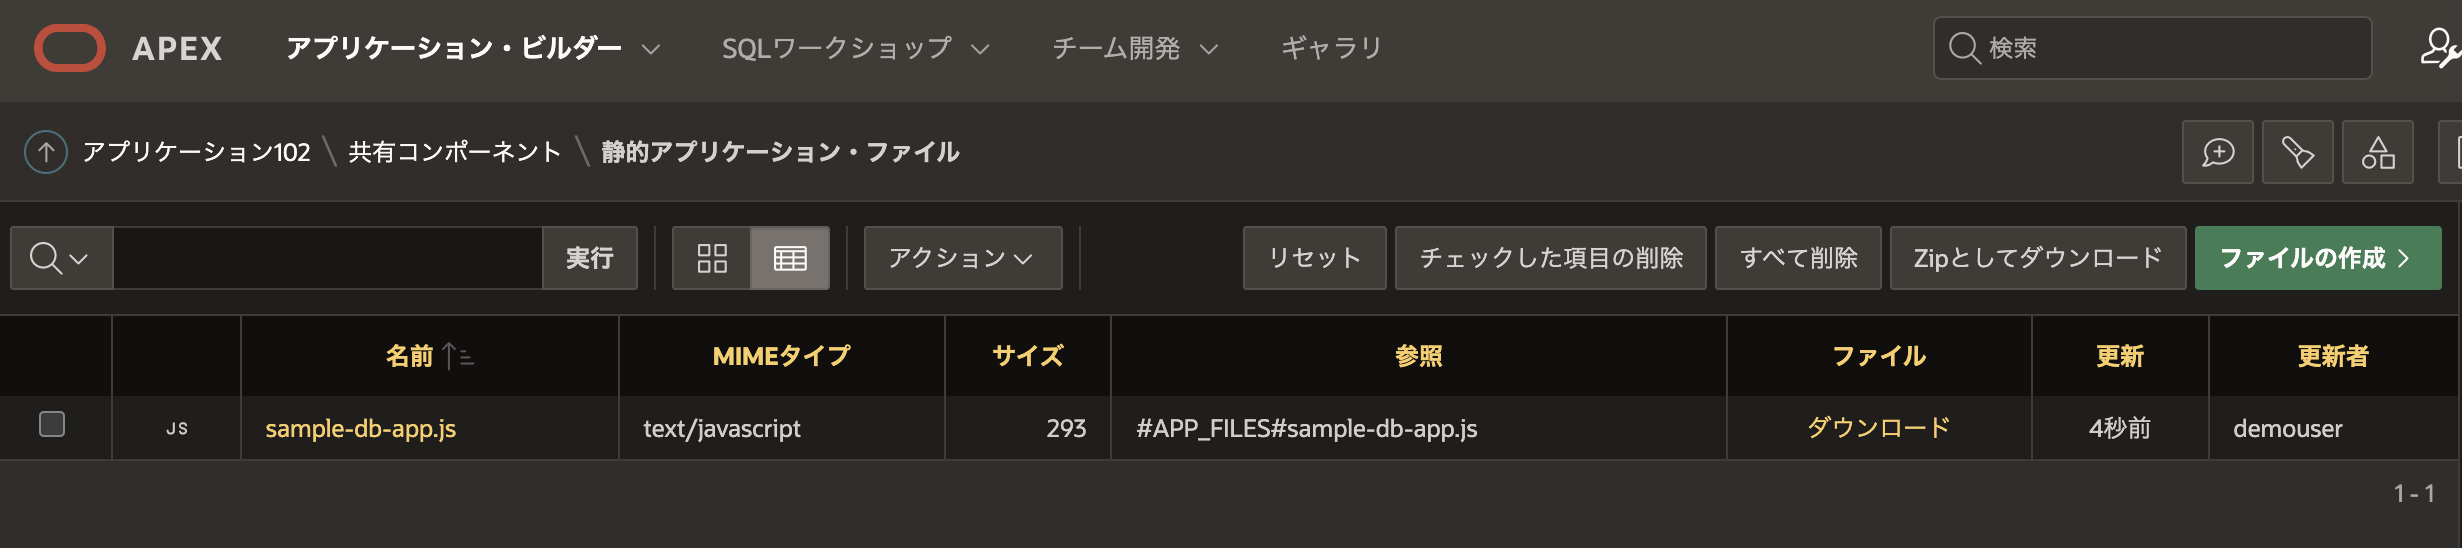 APEX アプリケーション・ビルダー SQLワークショップ チーム開発 ギャラリ 検索
アプリケーション102 \ 共有コンポーネント \ 静的アプリケーション・ファイル
実行 アクション リセット チェックした項目の削除 すべて削除 Zipとしてダウンロード ファイルの作成
名前 MIMEタイプ サイズ 参照 ファイル 更新 更新者
JS sample-db-app.js text/javascript 293 #APP_FILES#sample-db-app.js ダウンロード 4秒前 demouser
1 - 1